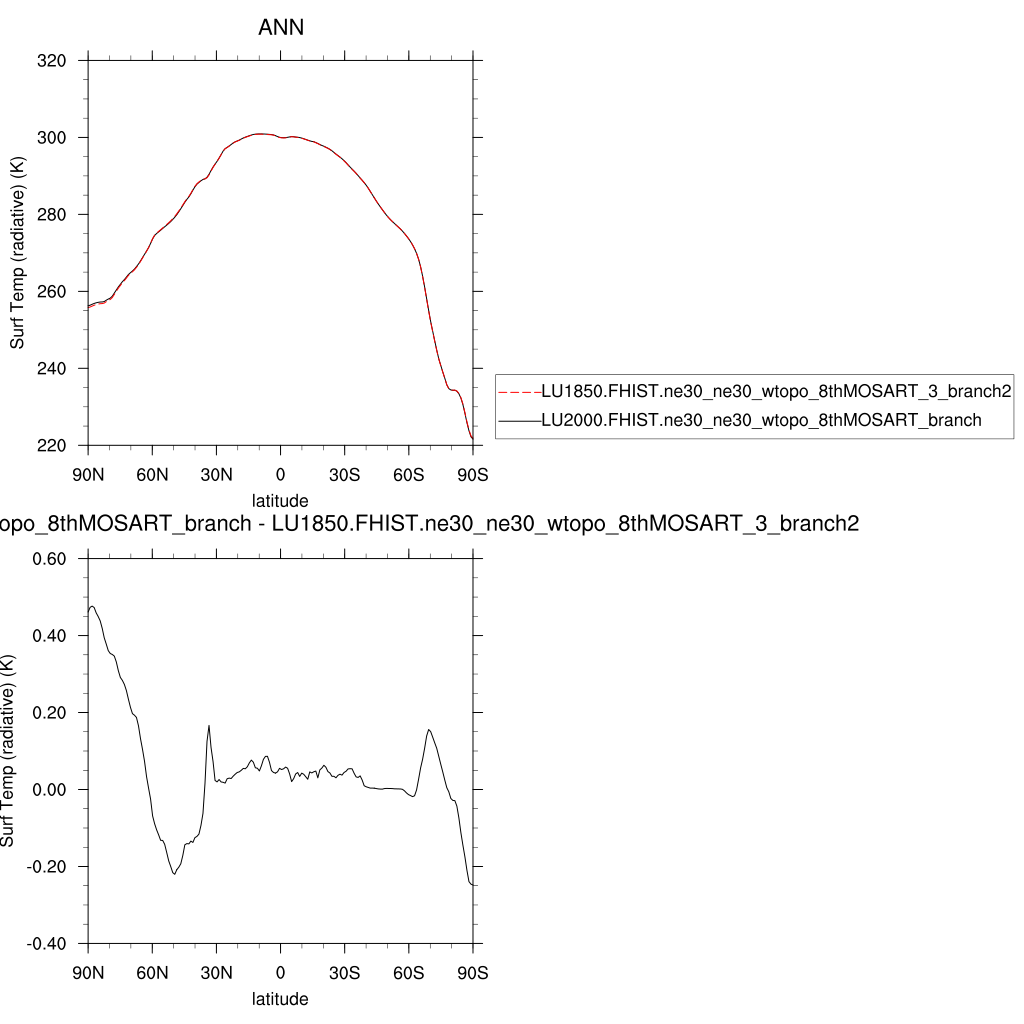 ANN
320
300
280
260
240
220
Surf Temp (radiative) (K)
90N 60N 30N 0 30S 60S 90S
latitude
LU1850.FHIST.ne30_ne30_wtopo_8thMOSART_3_branch2
LU2000.FHIST.ne30_ne30_wtopo_8thMOSART_branch
opo_8thMOSART_branch - LU1850.FHIST.ne30_ne30_wtopo_8thMOSART_3_branch2
0.60
0.40
0.20
0.00
-0.20
-0.40
Surf Temp (radiative) (K)
90N 60N 30N 0 30S 60S 90S
latitude